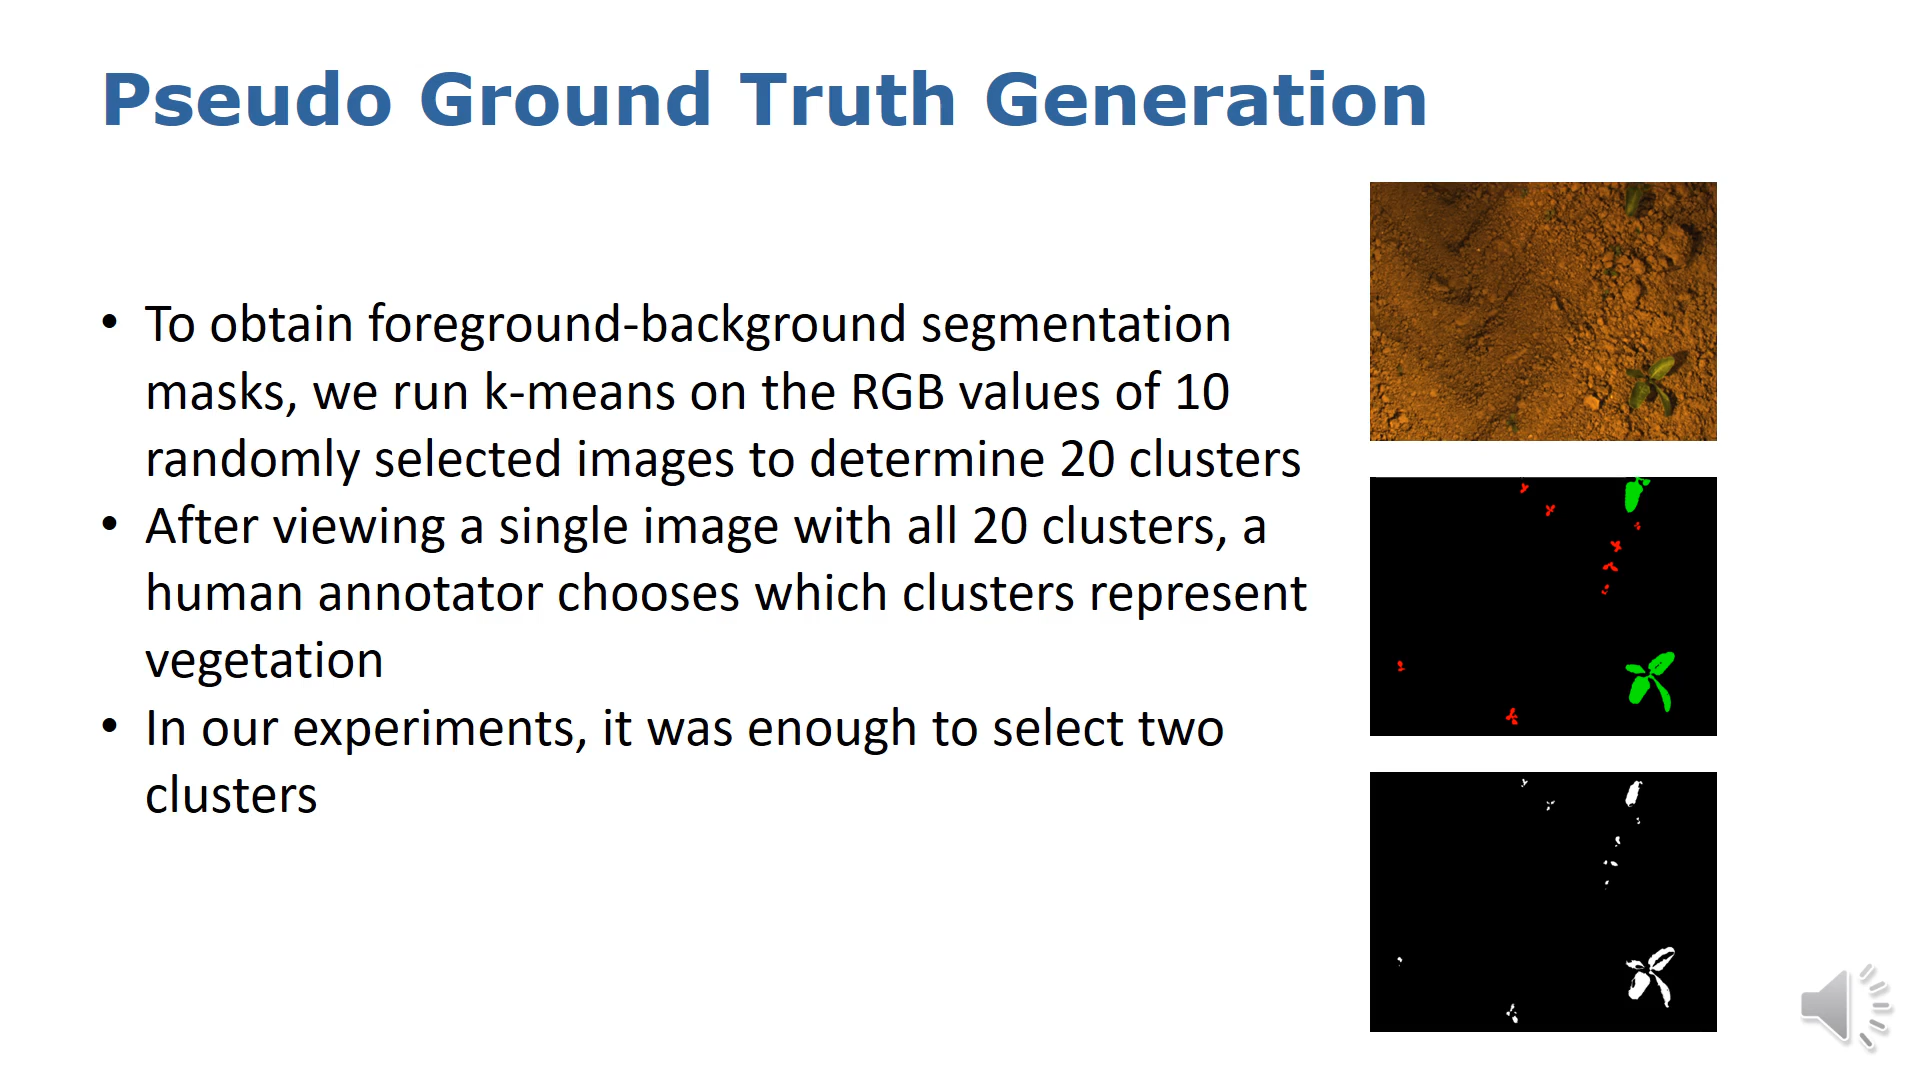 Pseudo Ground Truth Generation
• To obtain foreground-background segmentation
masks, we run k-means on the RGB values of 10
randomly selected images to determine 20 clusters
• After viewing a single image with all 20 clusters, a
human annotator chooses which clusters represent
vegetation
• In our experiments, it was enough to select two
clusters